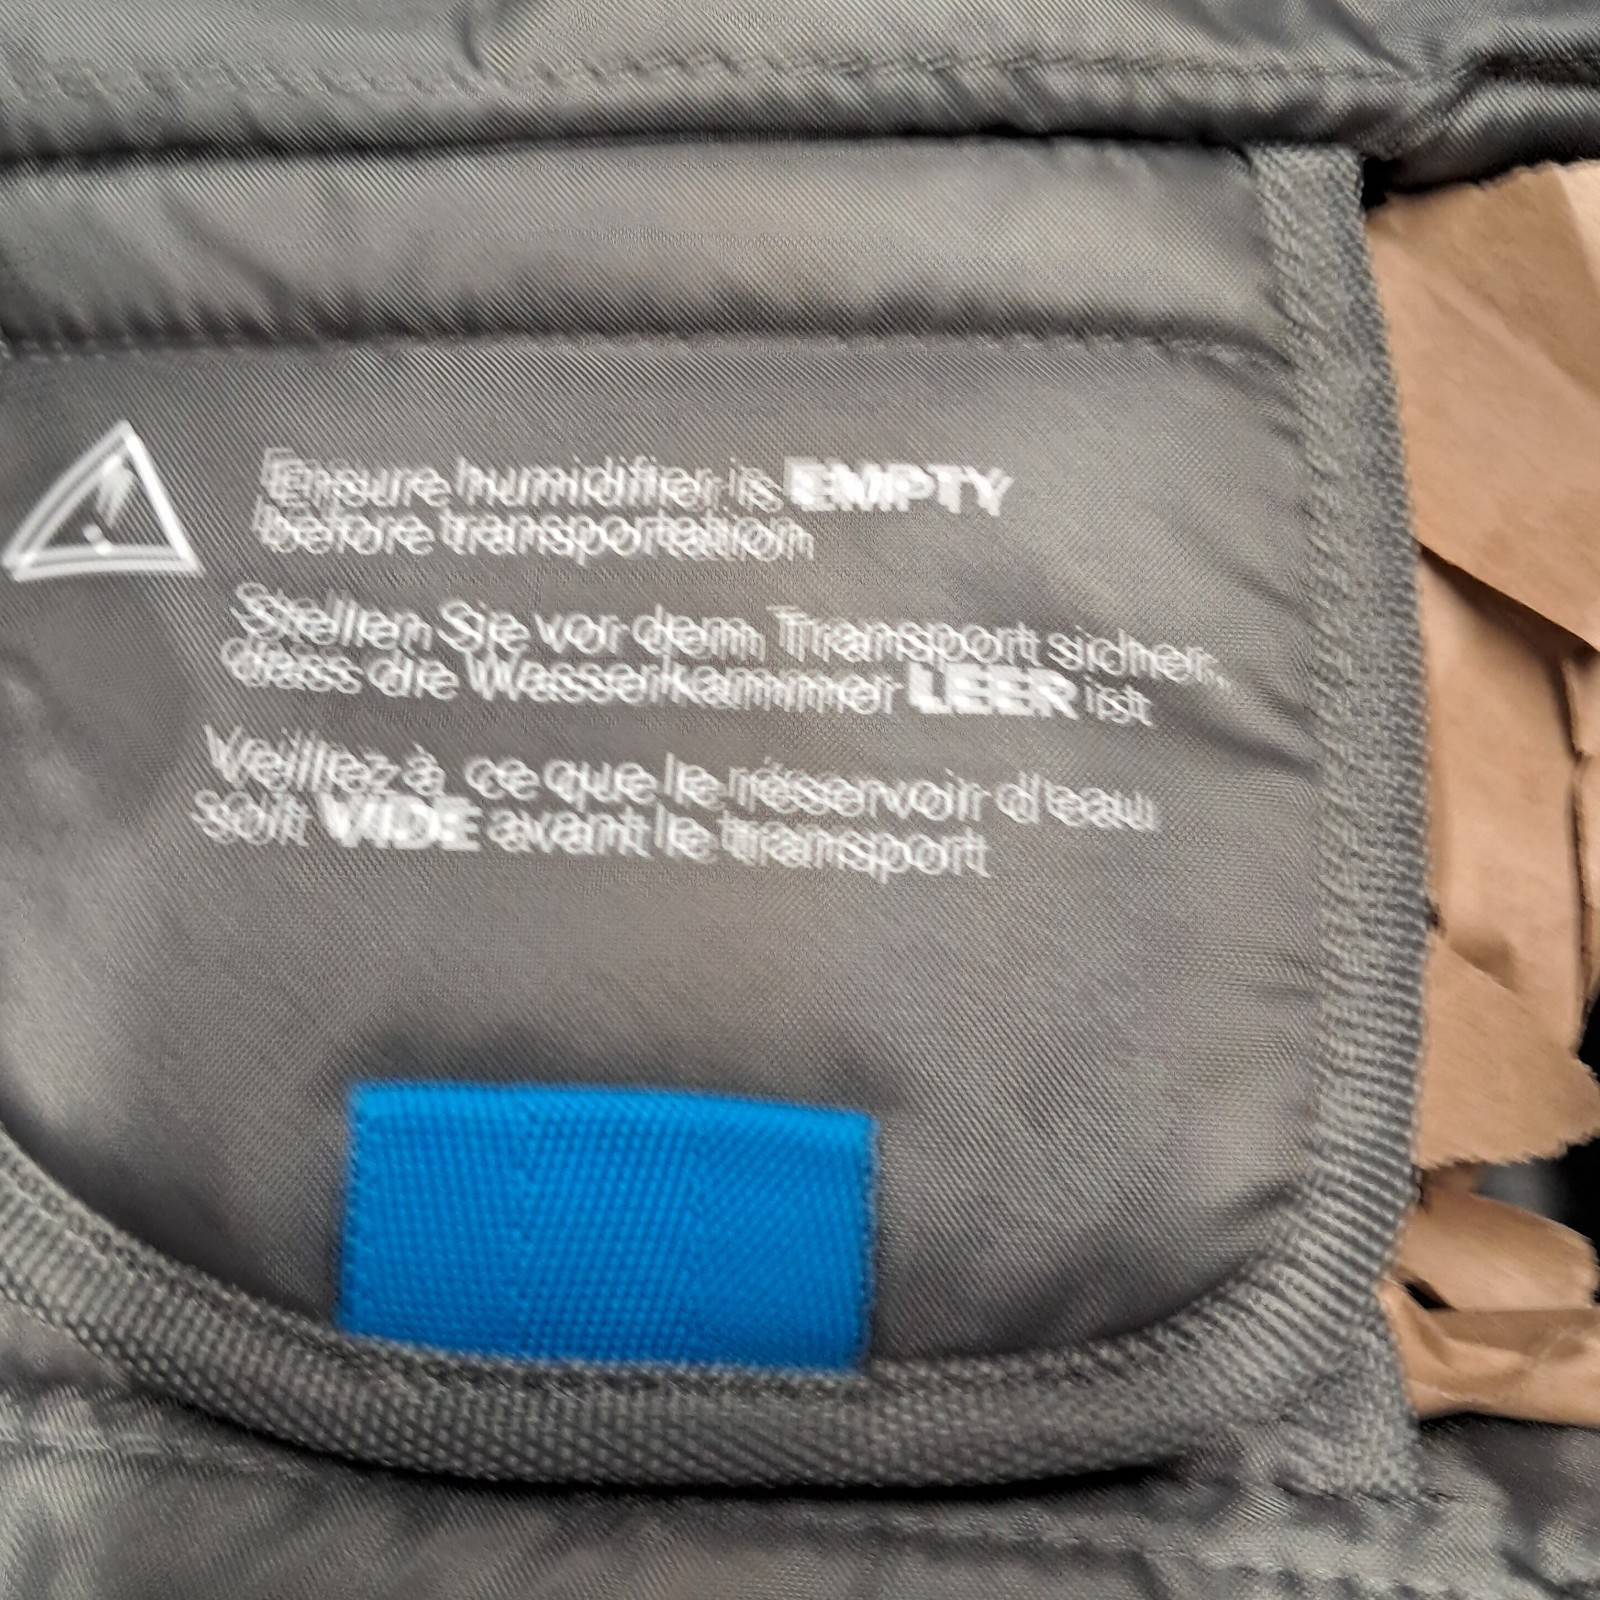 Ensure humidifier is EMPTY
before transportation
Stellen Sie vor dem Transport sicher,
dass die Wasserkammer LEER ist
Veillez à ce que le réservoir d'eau
soit VIDE avant le transport